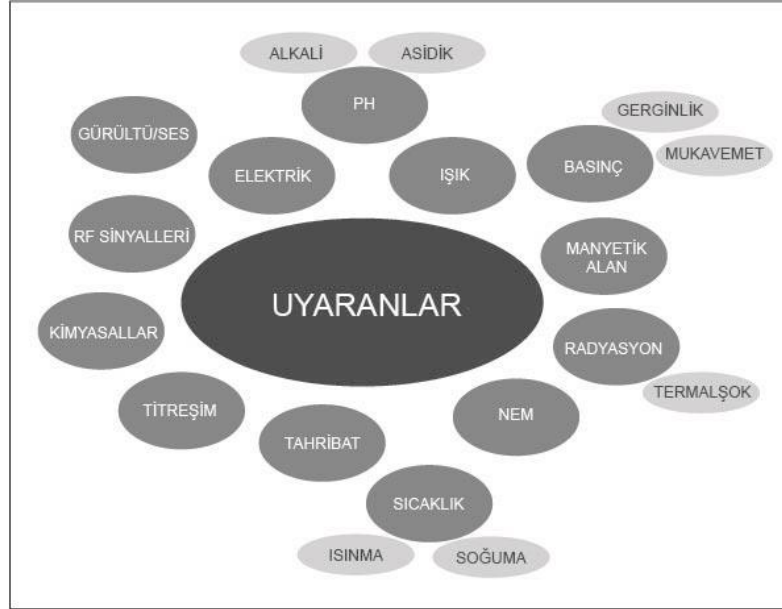 ALKALİ
ASİDİK
PH
GERGİNLİK
GÜRÜLTÜ/SES
MUKAVEMET
BASINÇ
ELEKTRİK
IŞIK
RF SİNYALLERİ
MANYETİK
ALAN
UYARANLAR
KİMYASALLAR
RADYASYON
TERMALŞOK
TİTREŞİM
NEM
TAHRİBAT
SICAKLIK
ISINMA
SOĞUMA